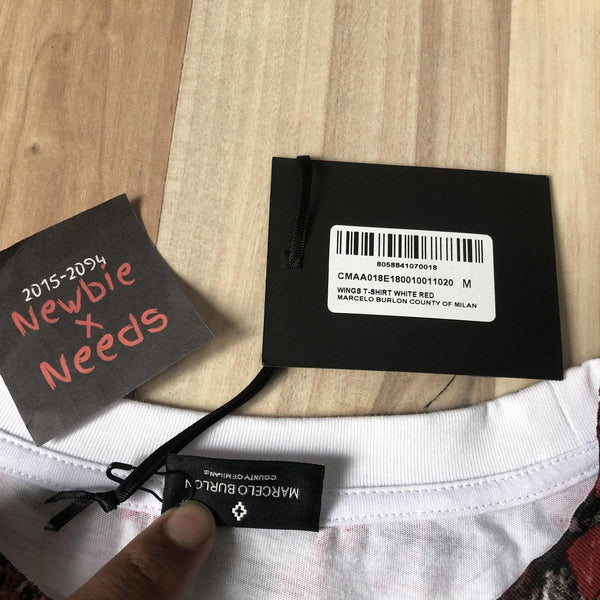 2015-2094
Newbie
x
Needs
8058841070018
CMAA018E180010011020 M
WINGS T-SHIRT WHITE RED
MARCELO BURLON COUNTY OF MILAN
MARCELO BURLON
COUNTY OF MILAN